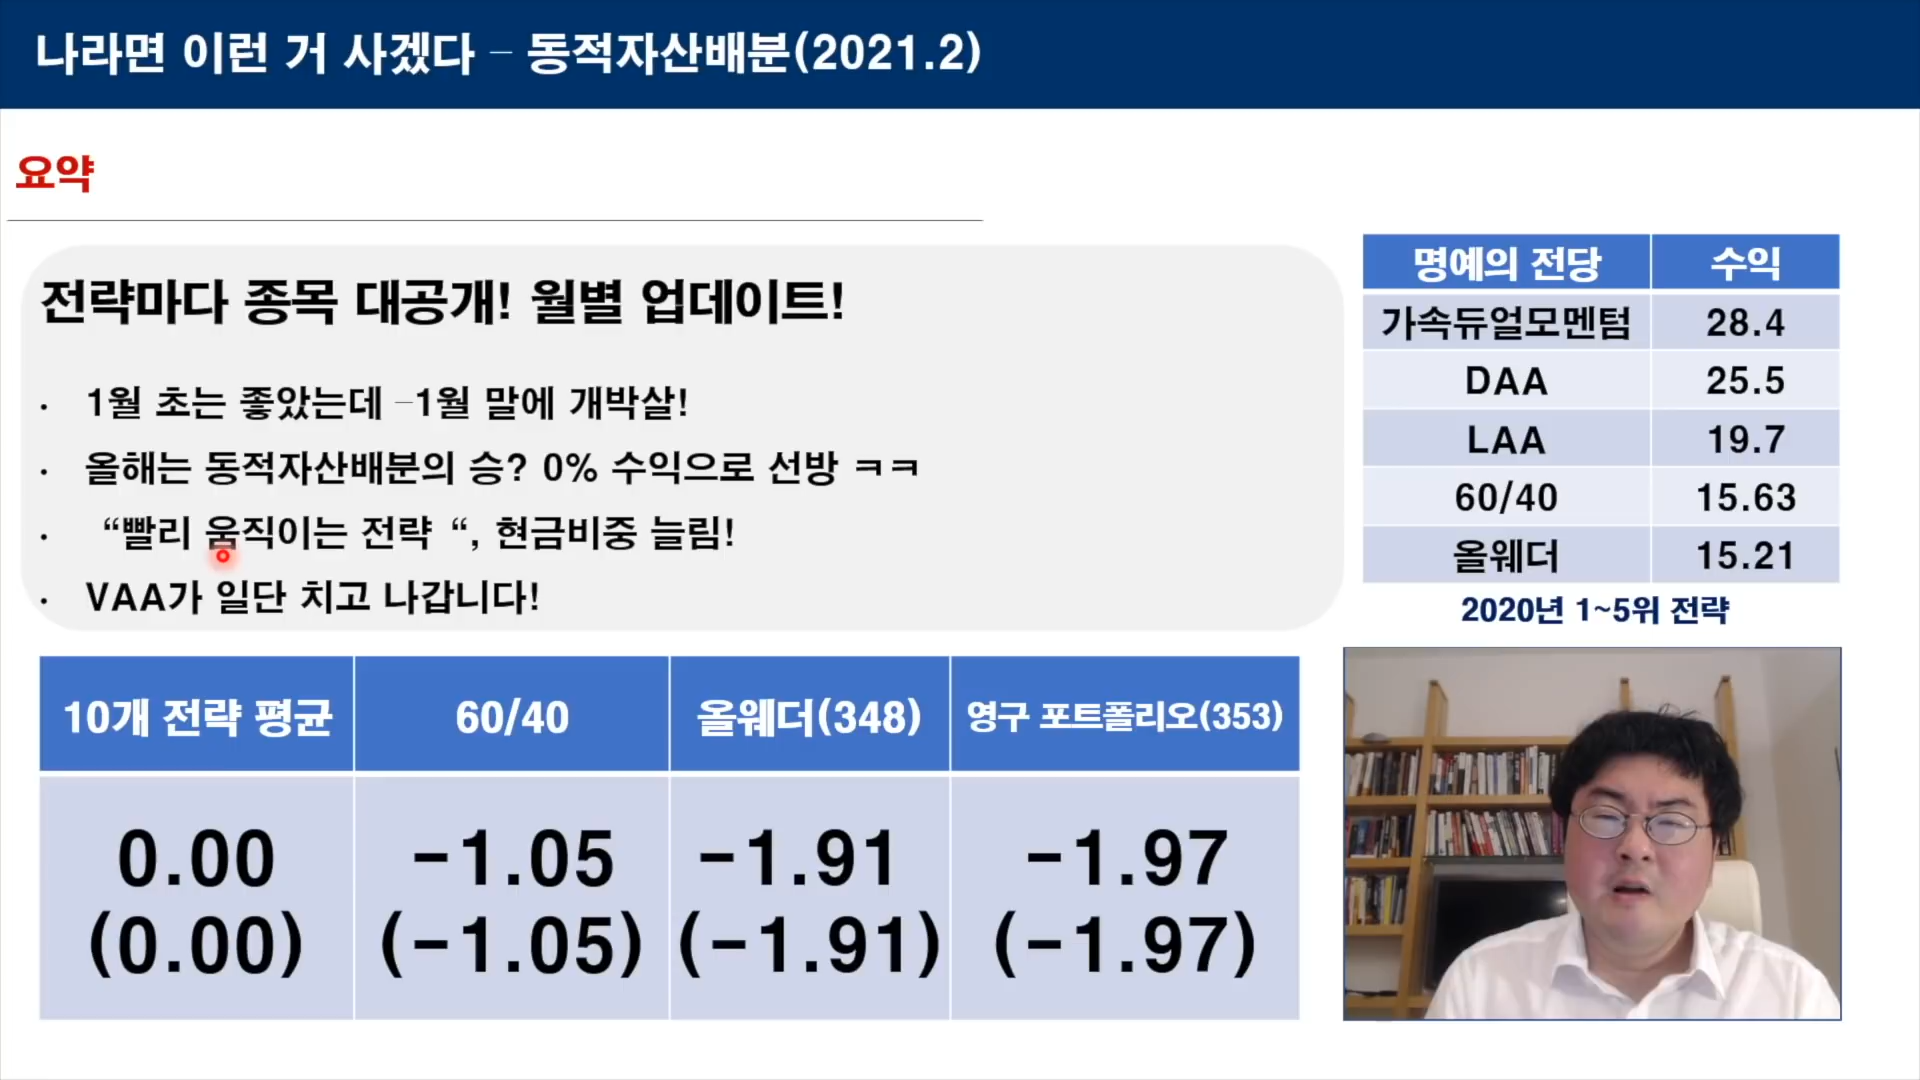 나라면 이런 거 사겠다 – 동적자산배분(2021.2)
요약
전략마다 종목 대공개! 월별 업데이트!
· 1월 초는 좋았는데 –1월 말에 개박살!
· 올해는 동적자산배분의 승? 0% 수익으로 선방 ㅋㅋ
· “빨리 움직이는 전략 “, 현금비중 늘림!
· VAA가 일단 치고 나갑니다!
명예의 전당 수익
가속듀얼모멘텀 28.4
DAA 25.5
LAA 19.7
60/40 15.63
올웨더 15.21
2020년 1~5위 전략
10개 전략 평균 60/40 올웨더(348) 영구 포트폴리오(353)
0.00 -1.05 -1.91 -1.97
(0.00) (-1.05) (-1.91) (-1.97)